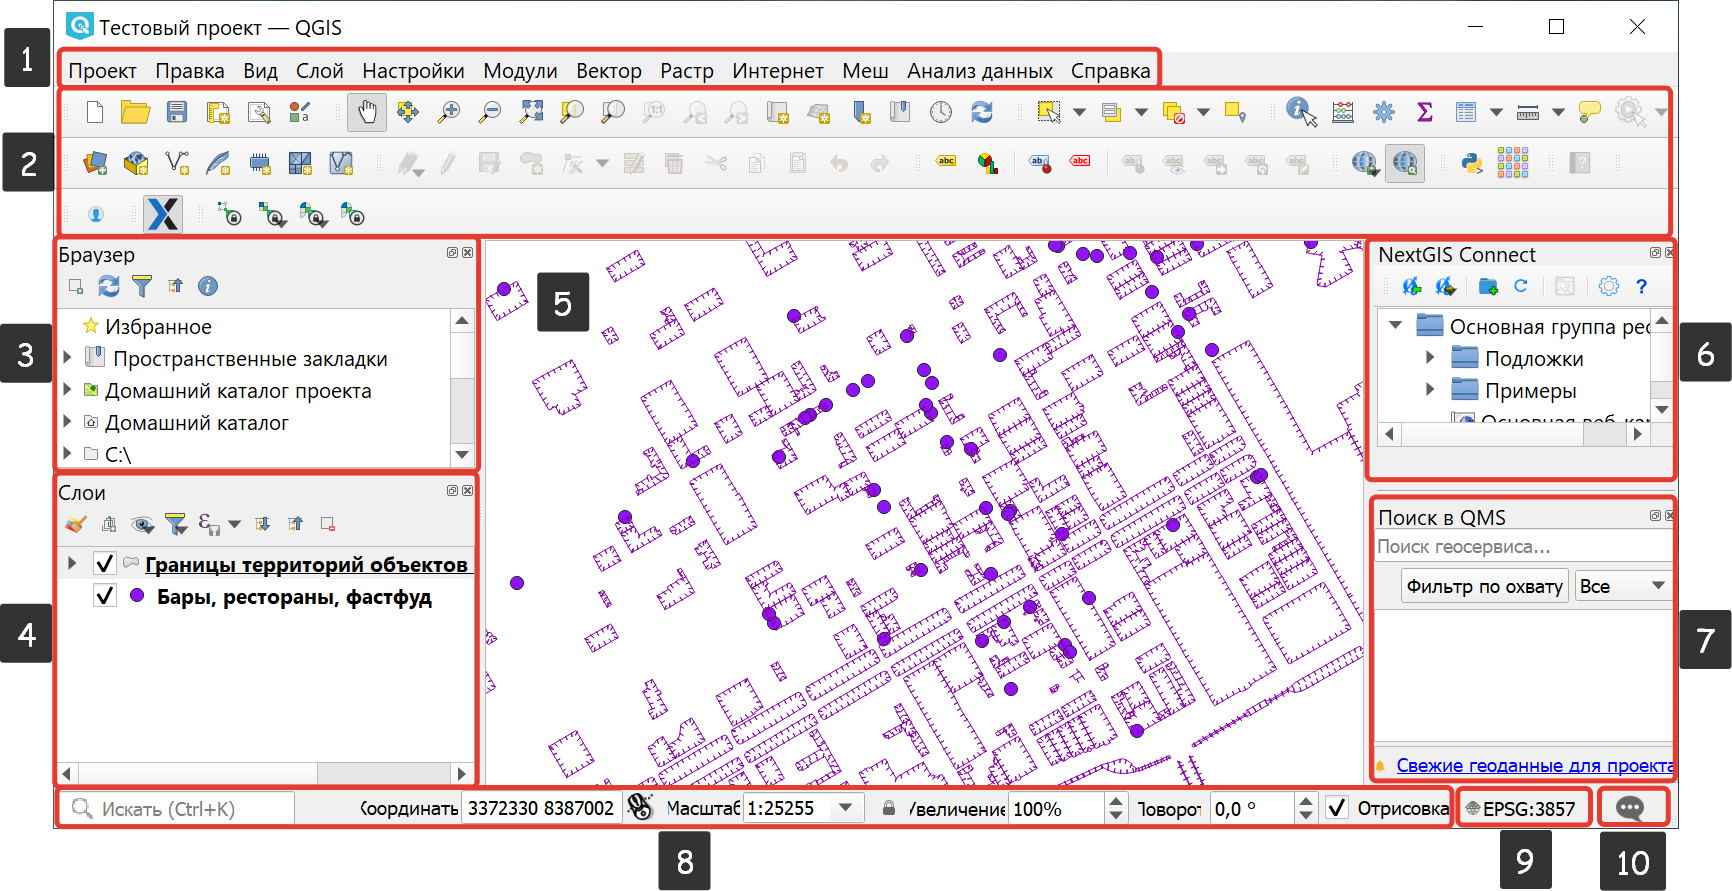 Тестовый проект — QGIS
1
Проект Правка Вид Слой Настройки Модули Вектор Растр Интернет Меш Анализ данных Справка
2
Браузер
Избранное
Пространственные закладки
Домашний каталог проекта
Домашний каталог
C:\
3
Слои
Границы территорий объектов
Бары, рестораны, фастфуд
4
5
NextGIS Connect
Основная группа рес
Подложки
Примеры
Основная веб-кар
6
Поиск в QMS
Поиск геосервиса...
Фильтр по охвату Все
Свежие геоданные для проекта
7
Искать (Ctrl+K) Координаты 3372330 8387002 Масштаб 1:25255 Увеличение 100% Поворот 0,0 ° Отрисовка EPSG:3857
8
9
10